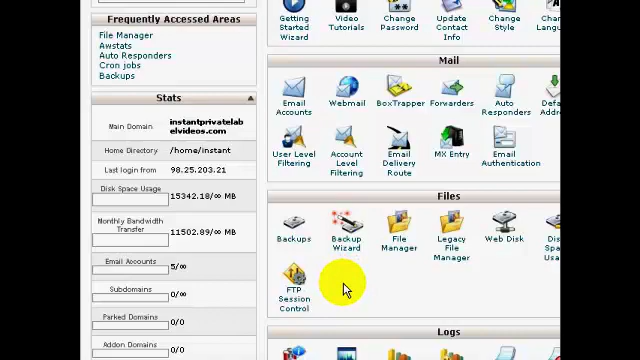 Frequently Accessed Areas
File Manager
Awstats
Auto Responders
Cron jobs
Backups
Stats
Main Domain
instantprivatelab
elvideos.com
Home Directory
/home/instant
Last login from
98.25.203.21
Disk Space Usage
15342.18/∞ MB
Monthly Bandwidth
Transfer
11502.89/∞ MB
Email Accounts
5/∞
Subdomains
0/∞
Parked Domains
0/0
Addon Domains
0/0
Getting
Started
Wizard
Video
Tutorials
Change
Password
Update
Contact
Info
Change
Style
Mail
Email
Accounts
Webmail
BoxTrapper
Forwarders
Auto
Responders
User Level
Filtering
Account
Level
Filtering
Email
Delivery
Route
MX Entry
Email
Authentication
Files
Backups
Backup
Wizard
File
Manager
Legacy
File
Manager
Web Disk
FTP
Session
Control
Logs